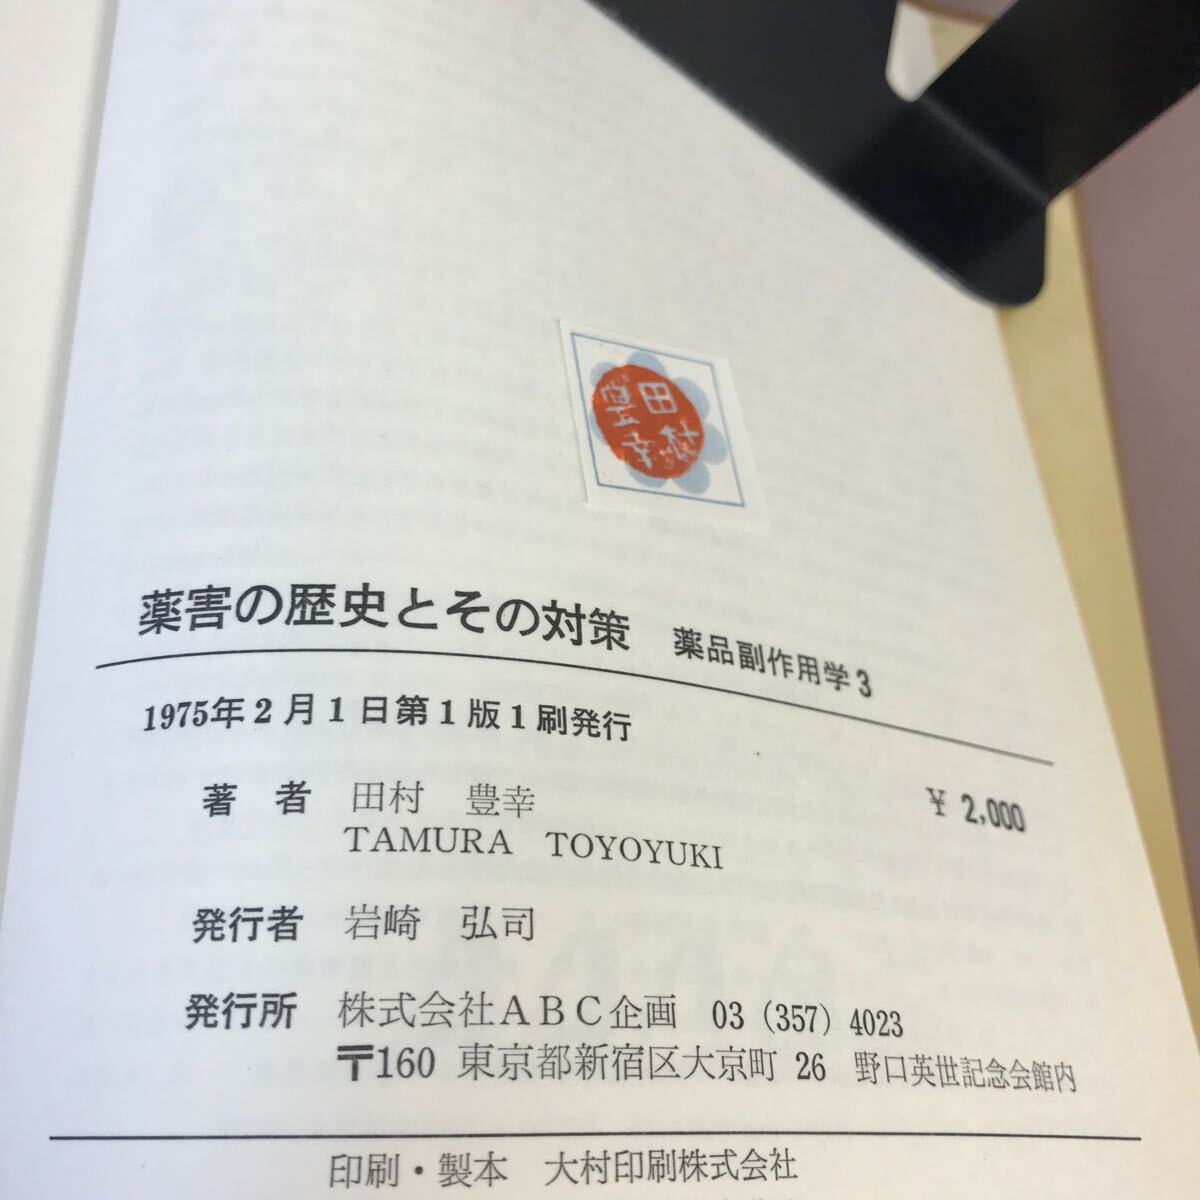 田村
豊幸
薬害の歴史とその対策 薬品副作用学3
1975年2月1日第1版1刷発行
著 者 田村 豊幸 ¥ 2,000
TAMURA TOYOYUKI
発行者 岩崎 弘司
発行所 株式会社ABC企画 03 (357) 4023
〒160 東京都新宿区大京町 26 野口英世記念会館内
印刷・製本 大村印刷株式会社